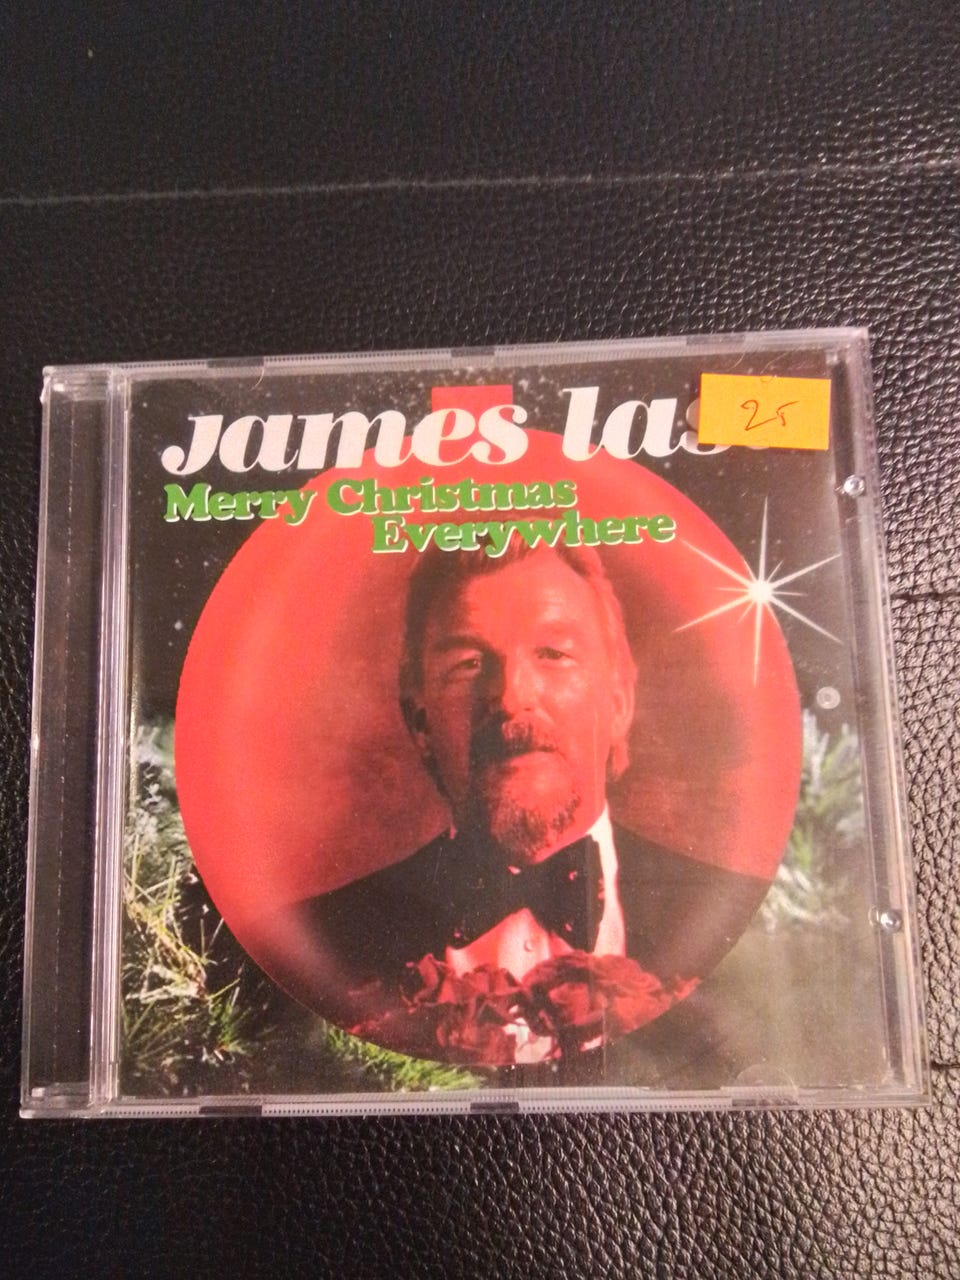 james las
Merry Christmas
Everywhere
25